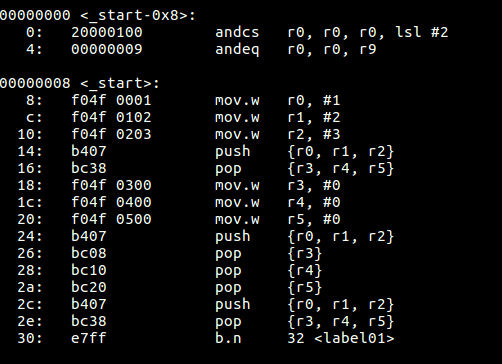 00000000 <_start-0x8>:
0: 20000100 andcs r0, r0, r0, lsl #2
4: 00000009 andeq r0, r0, r9
00000008 <_start>:
8: f04f 0001 mov.w r0, #1
c: f04f 0102 mov.w r1, #2
10: f04f 0203 mov.w r2, #3
14: b407 push {r0, r1, r2}
16: bc38 pop {r3, r4, r5}
18: f04f 0300 mov.w r3, #0
1c: f04f 0400 mov.w r4, #0
20: f04f 0500 mov.w r5, #0
24: b407 push {r0, r1, r2}
26: bc08 pop {r3}
28: bc10 pop {r4}
2a: bc20 pop {r5}
2c: b407 push {r0, r1, r2}
2e: bc38 pop {r3, r4, r5}
30: e7ff b.n 32 <label01>